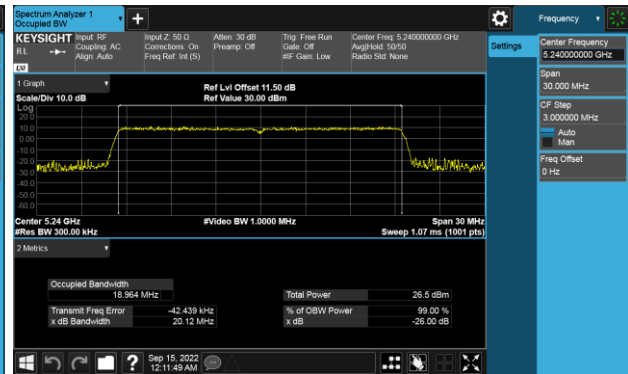 Spectrum Analyzer 1
Occupied BW
Frequency
KEYSIGHT
RL
Input: RF
Coupling: AC
Align: Auto
Input Z: 50 Ω
Corrections: On
Freq Ref: Int (S)
Atten: 30 dB
Preamp: Off
Trig: Free Run
Gate: Off
#IF Gain: Low
Center Freq: 5.240000000 GHz
Avg|Hold: 50/50
Radio Std: None
LXI
Settings
Center Frequency
5.240000000 GHz
Span
30.000 MHz
CF Step
3.000000 MHz
Auto
Man
Freq Offset
0 Hz
1 Graph
Scale/Div 10.0 dB
Ref Lvl Offset 11.50 dB
Ref Value 30.00 dBm
Log
20.0
10.0
0.00
-10.0
-20.0
-30.0
-40.0
-50.0
-60.0
Center 5.24 GHz
#Res BW 300.00 kHz
#Video BW 1.0000 MHz
Span 30 MHz
Sweep 1.07 ms (1001 pts)
2 Metrics
Occupied Bandwidth
18.964 MHz
Total Power 26.5 dBm
Transmit Freq Error -42.439 kHz
% of OBW Power 99.00 %
x dB Bandwidth 20.12 MHz
x dB -26.00 dB
?
Sep 15, 2022
12:11:49 AM